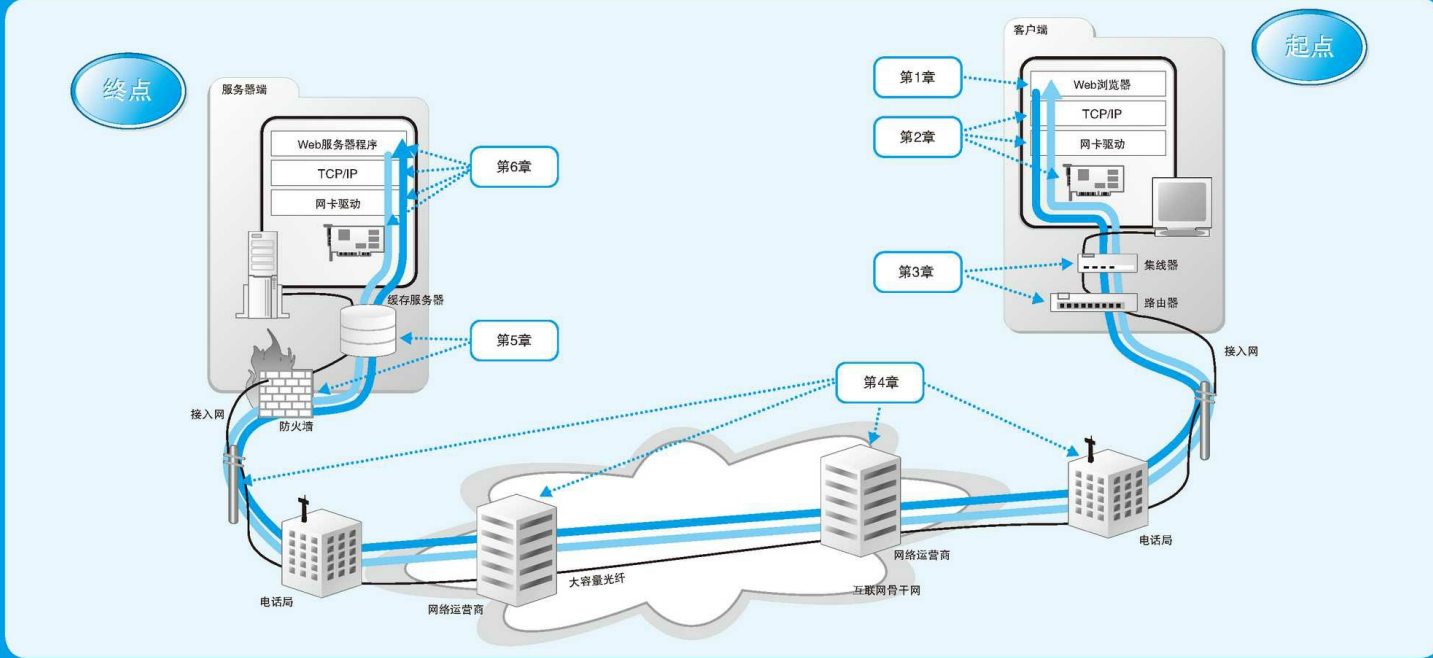 终点
服务器端
Web服务器程序
TCP/IP
网卡驱动
第6章
缓存服务器
第5章
接入网
防火墙
电话局
网络运营商
大容量光纤
第4章
客户端
起点
第1章
Web浏览器
TCP/IP
第2章
网卡驱动
第3章
集线器
路由器
接入网
网络运营商
互联网骨干网
电话局